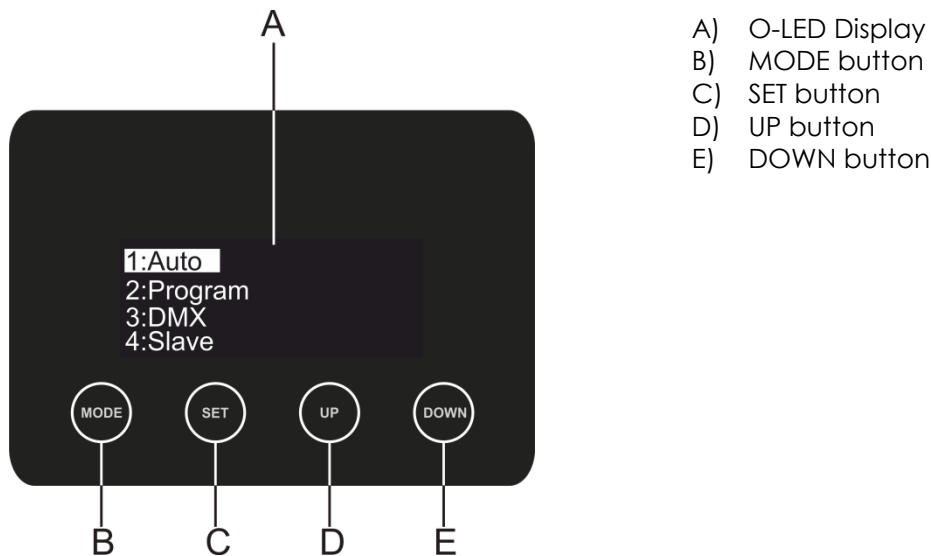 A
A) O-LED Display
B) MODE button
C) SET button
D) UP button
E) DOWN button
1:Auto
2:Program
3:DMX
4:Slave
MODE SET UP DOWN
B C D E